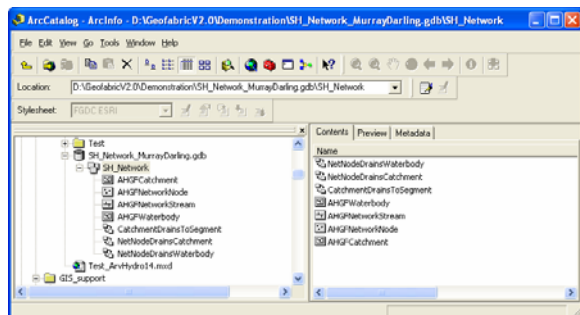 ArcCatalog - ArcInfo - D:\GeofabricV2.0\Demonstration\SH_Network_MurrayDarling.gdb\SH_Network
File Edit View Go Tools Window Help
Location: D:\GeofabricV2.0\Demonstration\SH_Network_MurrayDarling.gdb\SH_Network
Stylesheet: FGDC ESRI
Test
SH_Network_MurrayDarling.gdb
SH_Network
AHGFCatchment
AHGFNetworkNode
AHGFNetworkStream
AHGFWaterbody
CatchmentDrainsToSegment
NetNodeDrainsCatchment
NetNodeDrainsWaterbody
Test_ArvHydro14.mxd
GIS_support
Contents Preview Metadata
Name
NetNodeDrainsWaterbody
NetNodeDrainsCatchment
CatchmentDrainsToSegment
AHGFWaterbody
AHGFNetworkStream
AHGFNetworkNode
AHGFCatchment